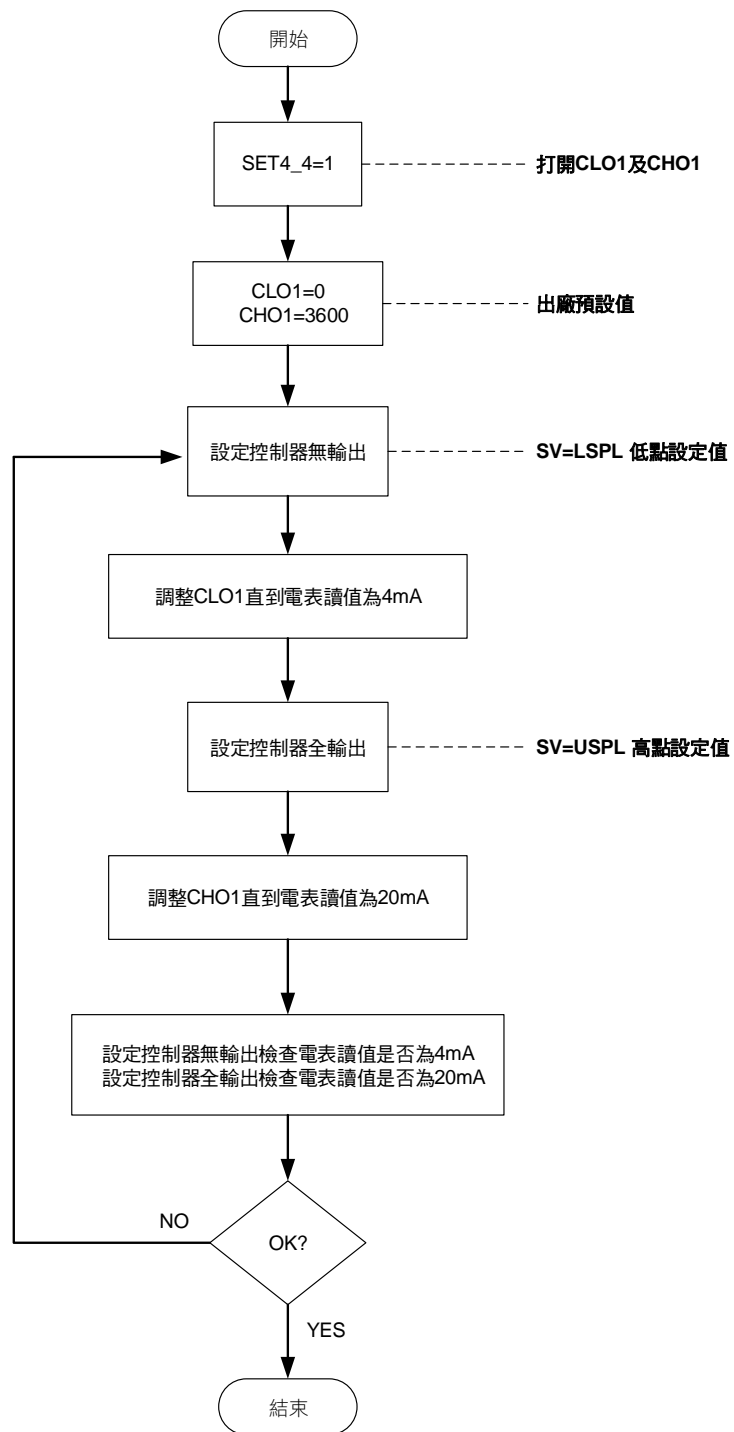 開始
SET4_4=1
打開CLO1及CHO1
CLO1=0
CHO1=3600
出廠預設值
設定控制器無輸出
SV=LSPL 低點設定值
調整CLO1直到電表讀值為4mA
設定控制器全輸出
SV=USPL 高點設定值
調整CHO1直到電表讀值為20mA
設定控制器無輸出檢查電表讀值是否為4mA
設定控制器全輸出檢查電表讀值是否為20mA
NO
OK?
YES
結束